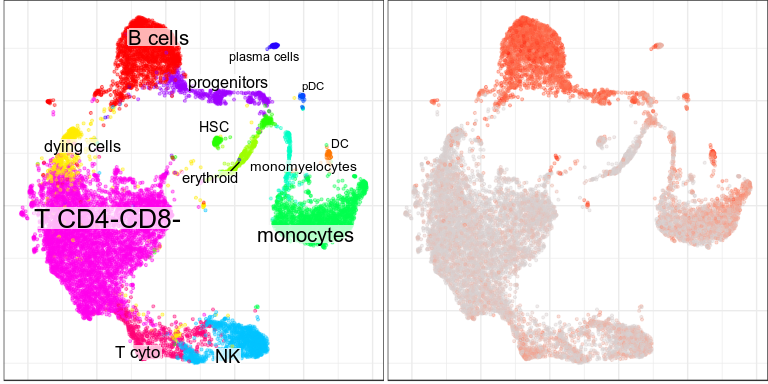 B cells
plasma cells
progenitors
pDC
HSC
dying cells
DC
monomyelocytes
erythroid
T CD4-CD8-
monocytes
T cyto
NK